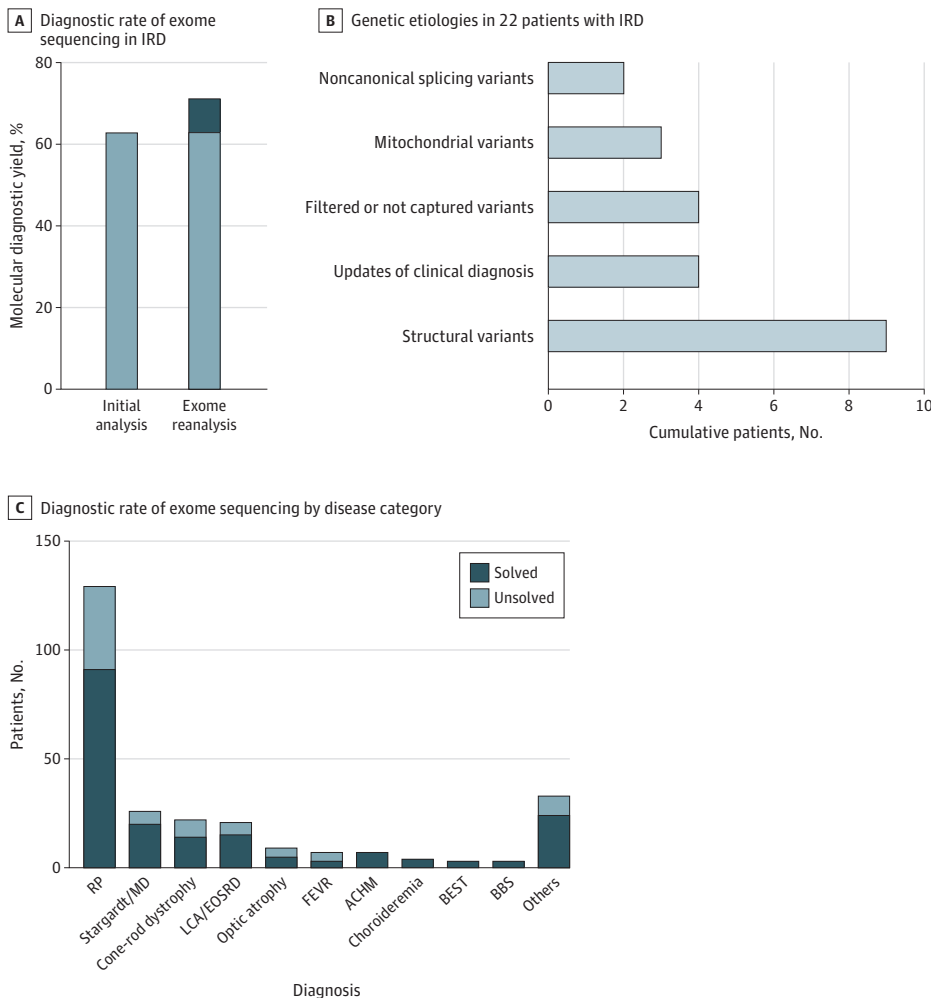 A Diagnostic rate of exome
sequencing in IRD
80
60
40
20
0
Molecular diagnostic yield, %
Initial
analysis
Exome
reanalysis
B Genetic etiologies in 22 patients with IRD
Noncanonical splicing variants
Mitochondrial variants
Filtered or not captured variants
Updates of clinical diagnosis
Structural variants
0 2 4 6 8 10
Cumulative patients, No.
C Diagnostic rate of exome sequencing by disease category
150
100
50
0
Patients, No.
Solved
Unsolved
RP
Stargardt/MD
Cone-rod dystrophy
LCA/EOSRD
Optic atrophy
FEVR
ACHM
Choroideremia
BEST
BBS
Others
Diagnosis